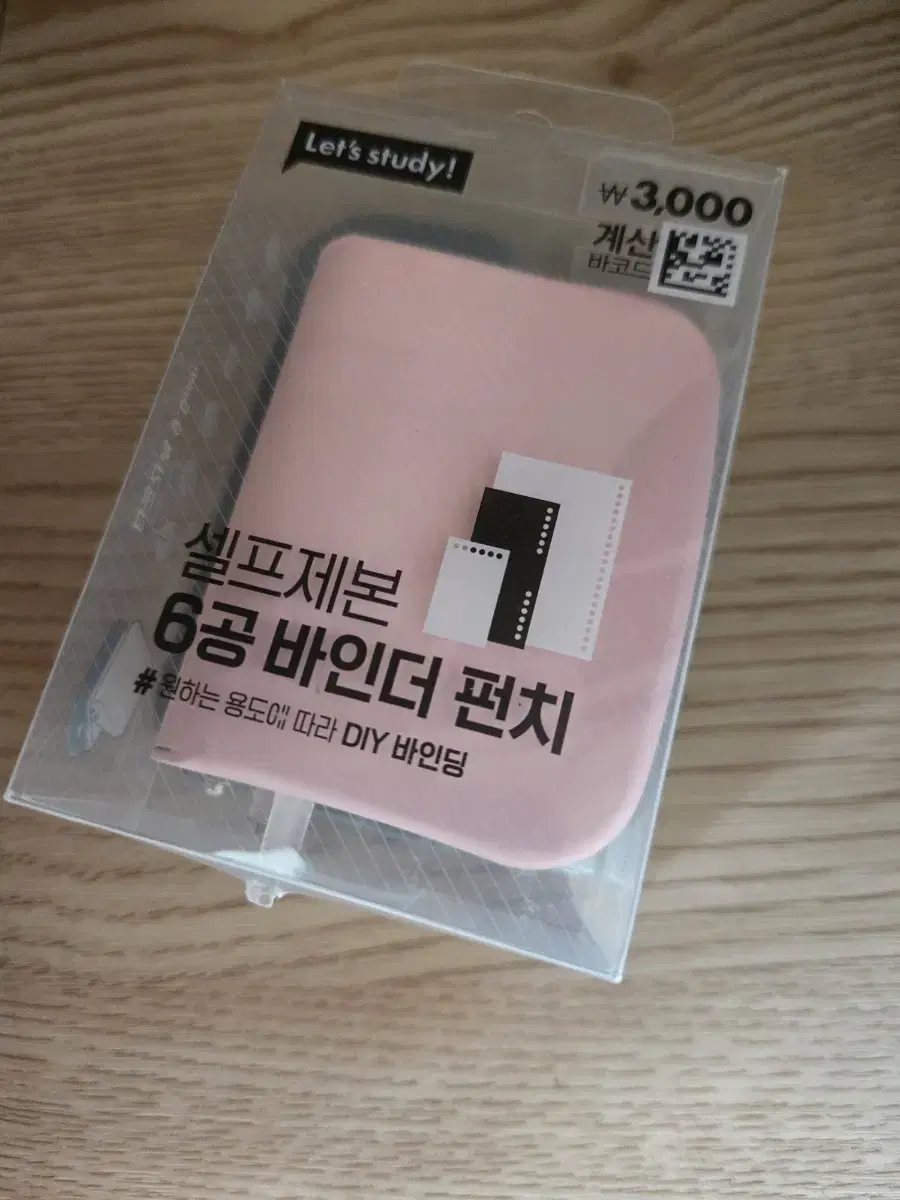 Let's study!
₩3,000
계산
바코드
셀프제본
6공 바인더 펀치
# 원하는 용도에 따라 DIY 바인딩